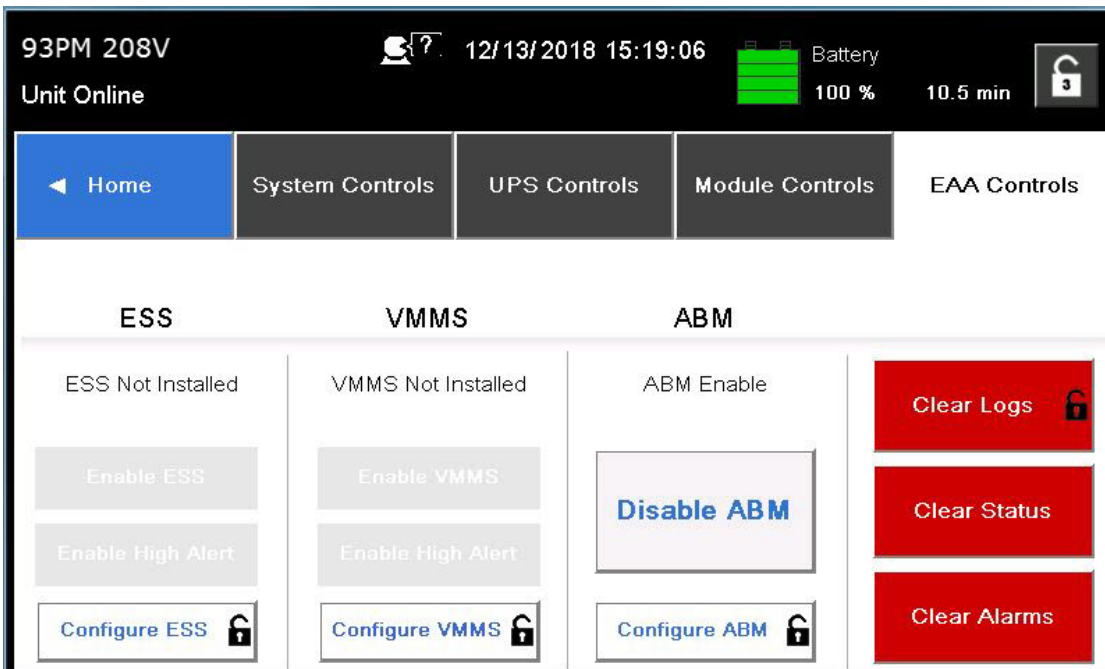 93PM 208V
? 12/13/2018 15:19:06
Battery
Unit Online
100 % 10.5 min
3
◄ Home
System Controls
UPS Controls
Module Controls
EAA Controls
ESS
VMMS
ABM
ESS Not Installed
VMMS Not Installed
ABM Enable
Clear Logs
Enable ESS
Enable VMMS
Disable ABM
Clear Status
Enable High Alert
Enable High Alert
Configure ESS
Configure VMMS
Configure ABM
Clear Alarms